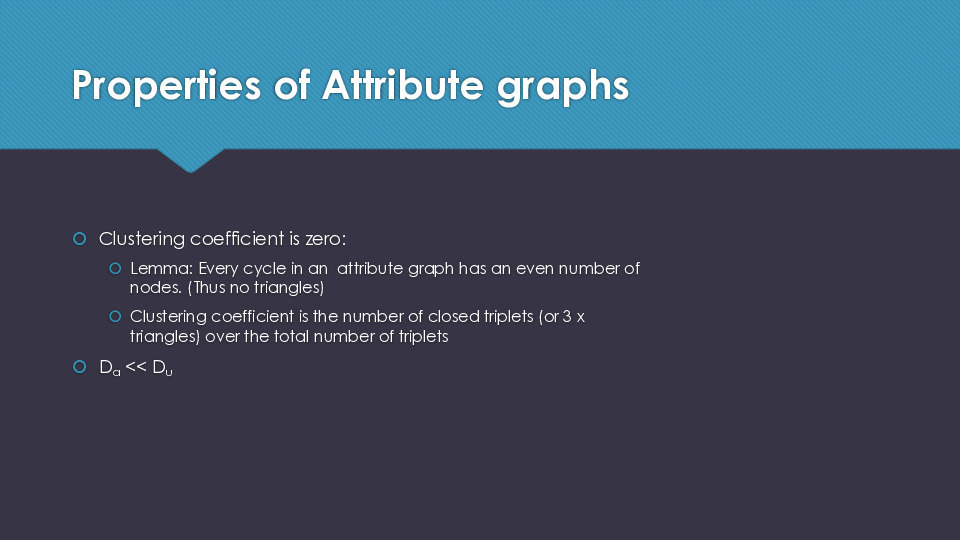 Properties of Attribute graphs
Clustering coefficient is zero:
Lemma: Every cycle in an  attribute graph has an even number of
nodes. (Thus no triangles)
Clustering coefficient is the number of closed triplets (or 3 x
triangles) over the total number of triplets
Da << Du